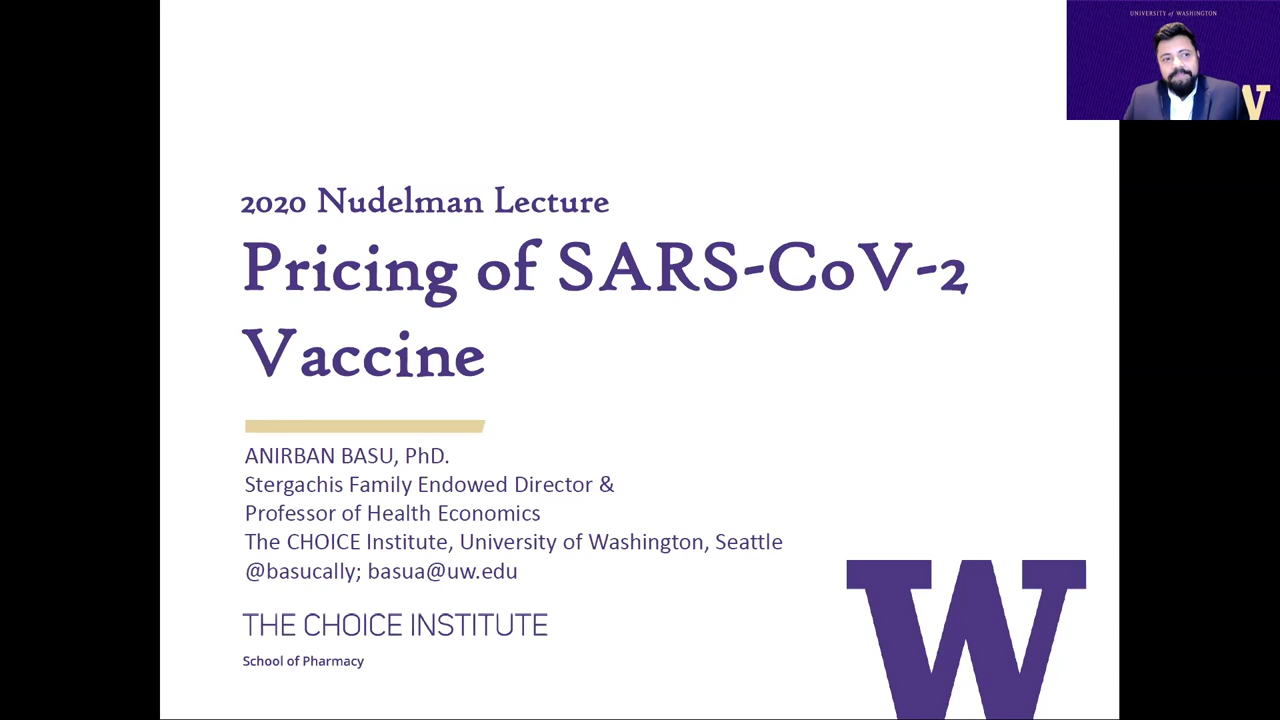 UNIVERSITY of WASHINGTON
W
2020 Nudelman Lecture
Pricing of SARS-CoV-2
Vaccine
ANIRBAN BASU, PhD.
Stergachis Family Endowed Director &
Professor of Health Economics
The CHOICE Institute, University of Washington, Seattle
@basucally; basua@uw.edu
THE CHOICE INSTITUTE
School of Pharmacy
W